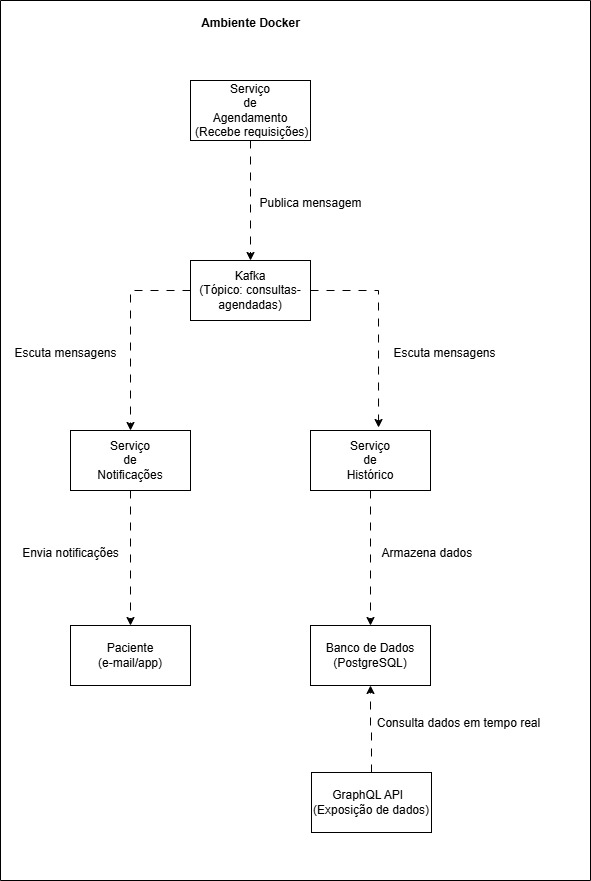 Ambiente Docker
Serviço
de
Agendamento
(Recebe requisições)
Publica mensagem
Kafka
(Tópico: consultas-
agendadas)
Escuta mensagens
Escuta mensagens
Serviço
de
Notificações
Serviço
de
Histórico
Envia notificações
Armazena dados
Paciente
(e-mail/app)
Banco de Dados
(PostgreSQL)
Consulta dados em tempo real
GraphQL API
(Exposição de dados)